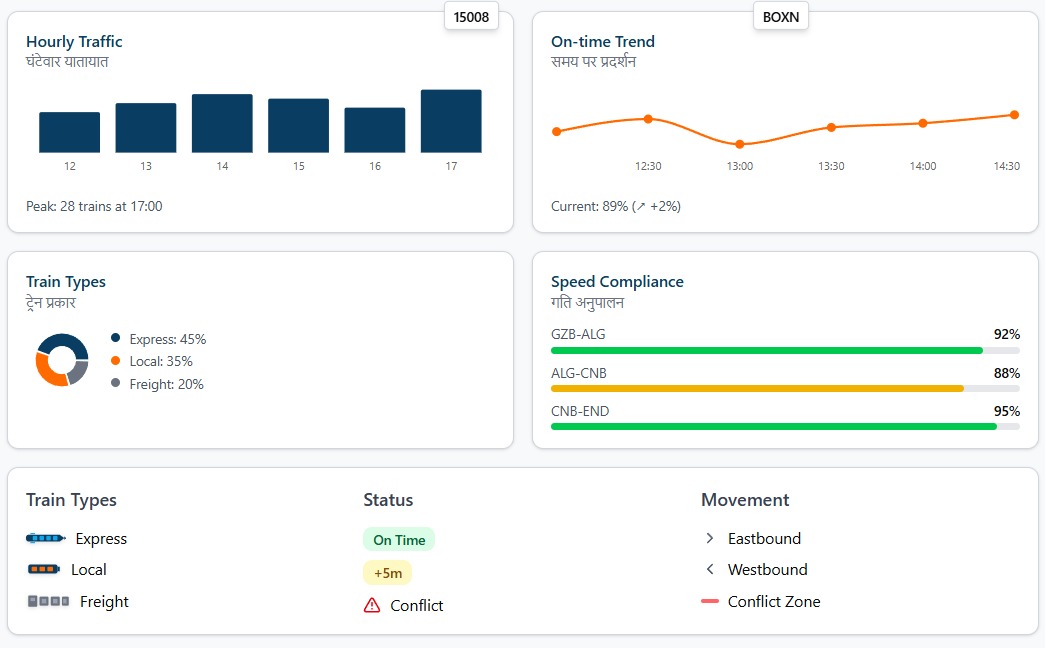 15008
BOXN
Hourly Traffic
घंटेवार यातायात
12 13 14 15 16 17
Peak: 28 trains at 17:00
On-time Trend
समय पर प्रदर्शन
12:30 13:00 13:30 14:00 14:30
Current: 89% (↗ +2%)
Train Types
ट्रेन प्रकार
Express: 45%
Local: 35%
Freight: 20%
Speed Compliance
गति अनुपालन
GZB-ALG 92%
ALG-CNB 88%
CNB-END 95%
Train Types
Express
Local
Freight
Status
On Time
+5m
Conflict
Movement
Eastbound
Westbound
Conflict Zone